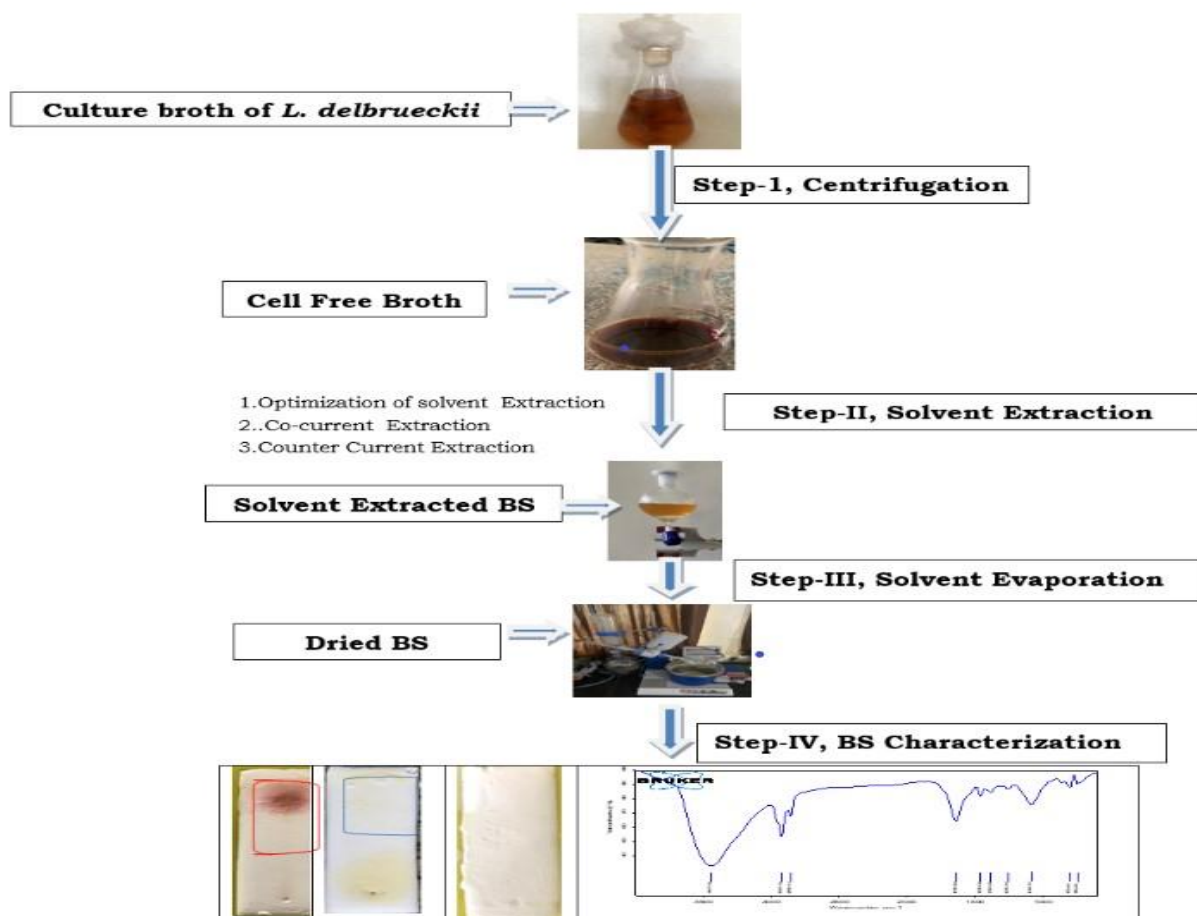 Culture broth of L. delbrueckii
Step-1, Centrifugation
Cell Free Broth
1.Optimization of solvent Extraction
2..Co-current Extraction
3.Counter Current Extraction
Step-II, Solvent Extraction
Solvent Extracted BS
Step-III, Solvent Evaporation
Dried BS
Step-IV, BS Characterization
BRUKER